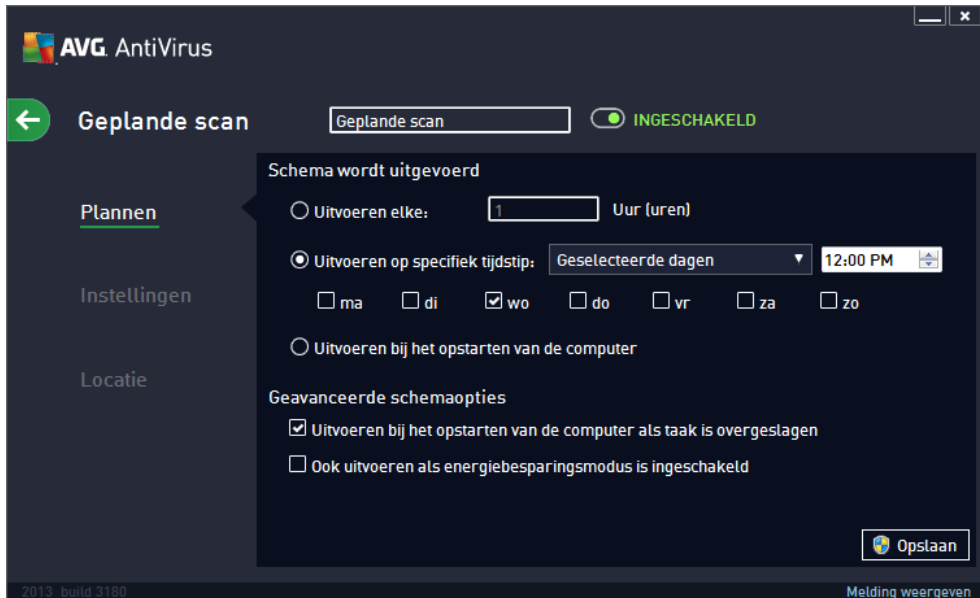 AVG. AntiVirus
Geplande scan
Geplande scan
INGESCHAKELD
Plannen
Instellingen
Locatie
Schema wordt uitgevoerd
Uitvoeren elke: 1 Uur (uren)
Uitvoeren op specifiek tijdstip: Geselecteerde dagen 12:00 PM
ma di wo do vr za zo
Uitvoeren bij het opstarten van de computer
Geavanceerde schemaopties
Uitvoeren bij het opstarten van de computer als taak is overgeslagen
Ook uitvoeren als energiebesparingsmodus is ingeschakeld
Opslaan
2013 build 3180
Melding weergeven